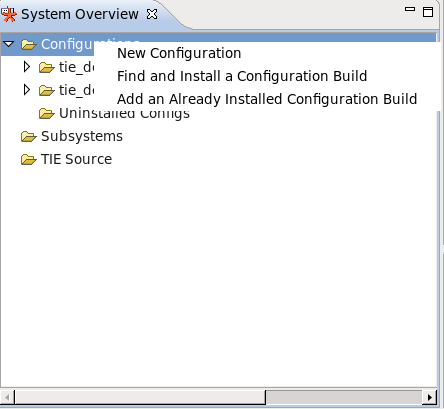 System Overview
Configurations
New Configuration
tie_de
Find and Install a Configuration Build
tie_de
Add an Already Installed Configuration Build
Uninstalled Configs
Subsystems
TIE Source